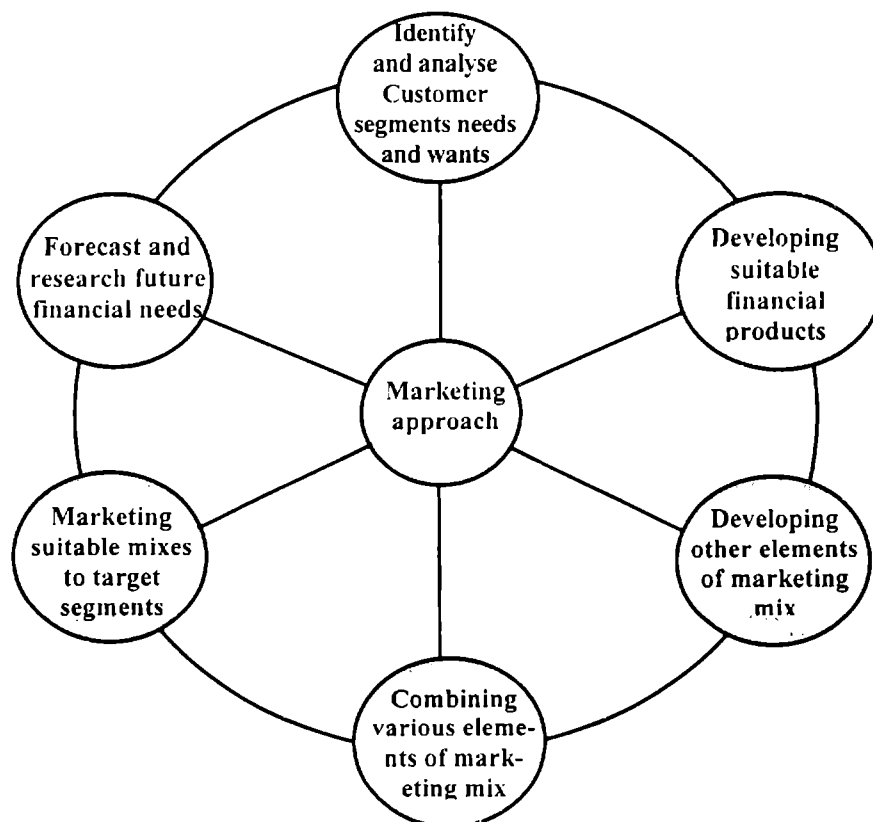 Identify
and analyse
Customer
segments needs
and wants
Developing
suitable
financial
products
Developing
other elements
of marketing
mix
Combining
various eleme-
nts of mark-
eting mix
Marketing
suitable mixes
to target
segments
Forecast and
research future
financial needs
Marketing
approach